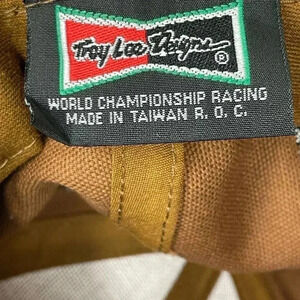 Troy Lee Designs ®
WORLD CHAMPIONSHIP RACING
MADE IN TAIWAN R.O.C.